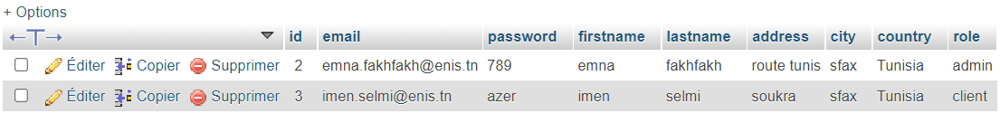 + Options
←T→ id email password firstname lastname address city country role
Éditer Copier Supprimer 2 emna.fakhfakh@enis.tn 789 emna fakhfakh route tunis sfax Tunisia admin
Éditer Copier Supprimer 3 imen.selmi@enis.tn azer imen selmi soukra sfax Tunisia client